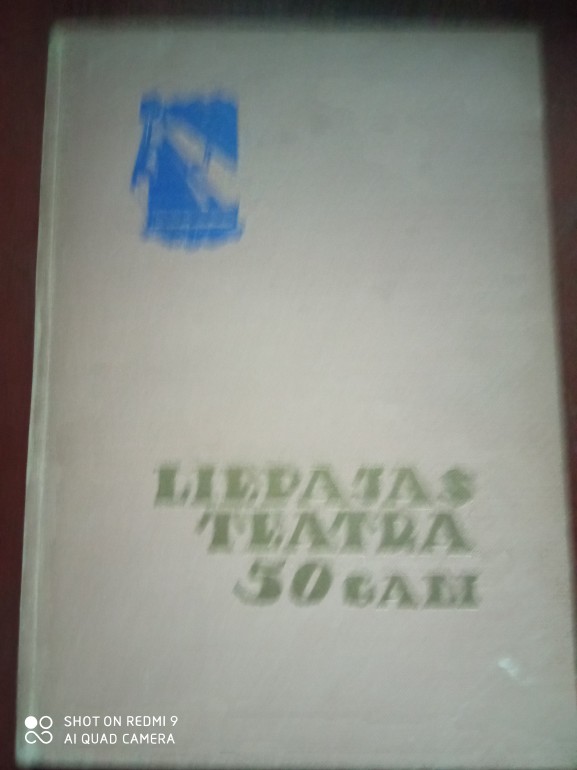 LIEPAJAS
TEATRA
50 GADI
SHOT ON REDMI 9
AI QUAD CAMERA